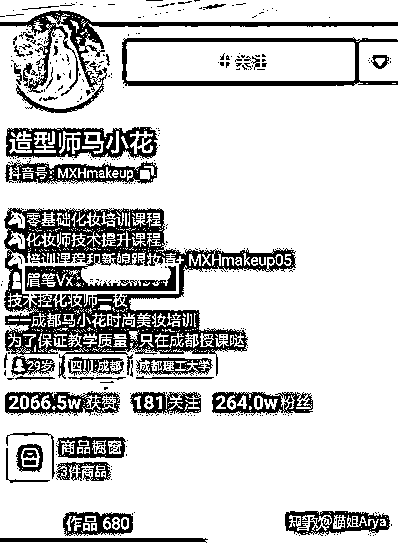 + 关注
造型师马小花
抖音号: MXHmakeup
零基础化妆培训课程
化妆师技术提升课程
培训课程和新娘跟妆请+ MXHmakeup05
眉笔Vx:
技术控化妆师一枚
——成都马小花时尚美妆培训
为了保证教学质量 只在成都授课哒
29岁 四川·成都 成都理工大学
2066.5w 获赞 181 关注 264.0w 粉丝
商品橱窗
3件商品
作品 680
知乎 @猫姐Arya